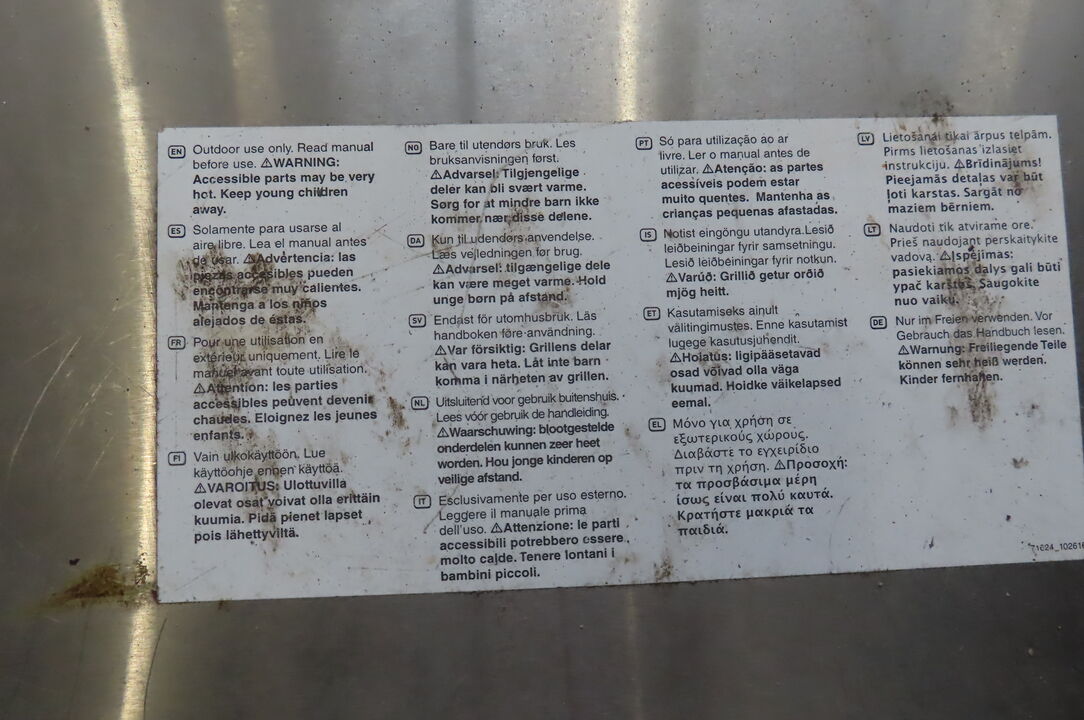 EN Outdoor use only. Read manual
before use. ⚠WARNING:
Accessible parts may be very
hot. Keep young children
away.
ES Solamente para usarse al
aire libre. Lea el manual antes
de usar. ⚠Advertencia: las
piezas accesibles pueden
encontrarse muy calientes.
Mantenga a los niños
alejados de éstas.
FR Pour une utilisation en
extérieur uniquement. Lire le
manuel avant toute utilisation.
⚠Attention: les parties
accessibles peuvent devenir
chaudes. Eloignez les jeunes
enfants.
FI Vain ulkokäyttöön. Lue
käyttöohje ennen käyttöä.
⚠VAROITUS: Ulottuvilla
olevat osat voivat olla erittäin
kuumia. Pidä pienet lapset
pois lähettyviltä.
NO Bare til utendørs bruk. Les
bruksanvisningen først.
⚠Advarsel: Tilgjengelige
deler kan bli svært varme.
Sørg for at mindre barn ikke
kommer nær disse delene.
DA Kun til udendørs anvendelse.
Læs vejledningen før brug.
⚠Advarsel: tilgængelige dele
kan være meget varme. Hold
unge børn på afstand.
SV Endast för utomhusbruk. Läs
handboken före användning.
⚠Var försiktig: Grillens delar
kan vara heta. Låt inte barn
komma i närheten av grillen.
NL Uitsluitend voor gebruik buitenshuis.
Lees vóór gebruik de handleiding.
⚠Waarschuwing: blootgestelde
onderdelen kunnen zeer heet
worden. Hou jonge kinderen op
veilige afstand.
IT Esclusivamente per uso esterno.
Leggere il manuale prima
dell'uso. ⚠Attenzione: le parti
accessibili potrebbero essere
molto calde. Tenere lontani i
bambini piccoli.
PT Só para utilização ao ar
livre. Ler o manual antes de
utilizar. ⚠Atenção: as partes
acessíveis podem estar
muito quentes. Mantenha as
crianças pequenas afastadas.
IS Notist eingöngu utandyra.Lesið
leiðbeiningar fyrir samsetningu.
Lesið leiðbeiningar fyrir notkun.
⚠Varúð: Grillið getur orðið
mjög heitt.
ET Kasutamiseks ainult
välitingimustes. Enne kasutamist
lugege kasutusjuhendit.
⚠Hoiatus: ligipääsetavad
osad võivad olla väga
kuumad. Hoidke väikelapsed
eemal.
EL Μόνο για χρήση σε
εξωτερικούς χώρους.
Διαβάστε το εγχειρίδιο
πριν τη χρήση. ⚠Προσοχή:
τα προσβάσιμα μέρη
ίσως είναι πολύ καυτά.
Κρατήστε μακριά τα
παιδιά.
LV Lietošanai tikai ārpus telpām.
Pirms lietošanas izlasiet
instrukciju. ⚠Brīdinājums!
Pieejamās detaļas var būt
ļoti karstas. Sargāt no
maziem bērniem.
LT Naudoti tik atvirame ore.
Prieš naudojant perskaitykite
vadovą. ⚠Įspėjimas:
pasiekiamos dalys gali būti
ypač karštos. Saugokite
nuo vaikų.
DE Nur im Freien verwenden. Vor
Gebrauch das Handbuch lesen.
⚠Warnung: Freiliegende Teile
können sehr heiß werden.
Kinder fernhalten.
71624_102616